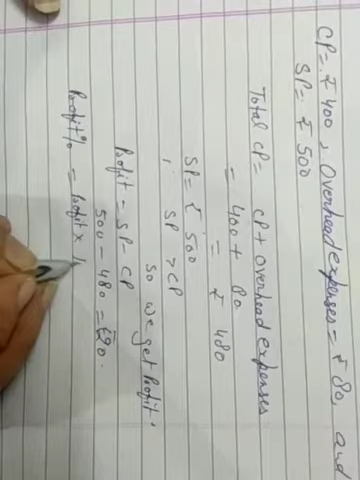 CP = ₹ 400, Overhead expenses = ₹ 80, and
SP = ₹ 500
Total CP = CP + overhead expenses
= 400 + 80
= ₹ 480
SP = ₹ 500
∴ SP > CP
So we get Profit.
Profit = SP - CP
500 - 480 = ₹20.
Profit% = Profit ×